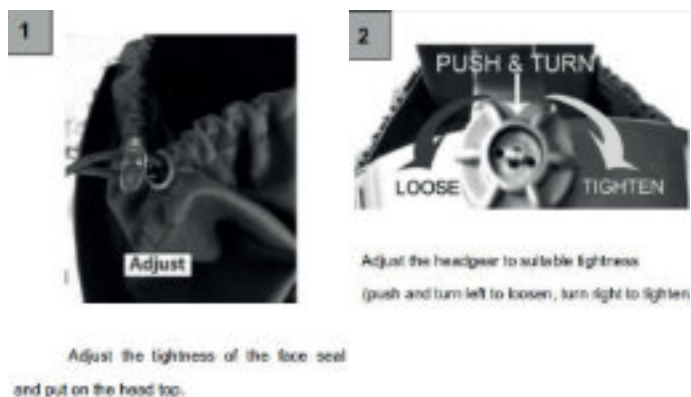 1
Adjust
Adjust the tightness of the face seal
and put on the head top.
2
PUSH & TURN
LOOSE
TIGHTEN
Adjust the headgear to suitable tightness
(push and turn left to loosen, turn right to tighten